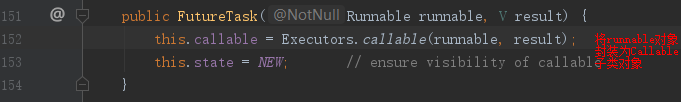 151 @ public FutureTask(@NotNull Runnable runnable, V result) {
152 this.callable = Executors.callable(runnable, result); 将runnable对象
封装为Callable
子类对象
153 this.state = NEW; // ensure visibility of callable
154 }